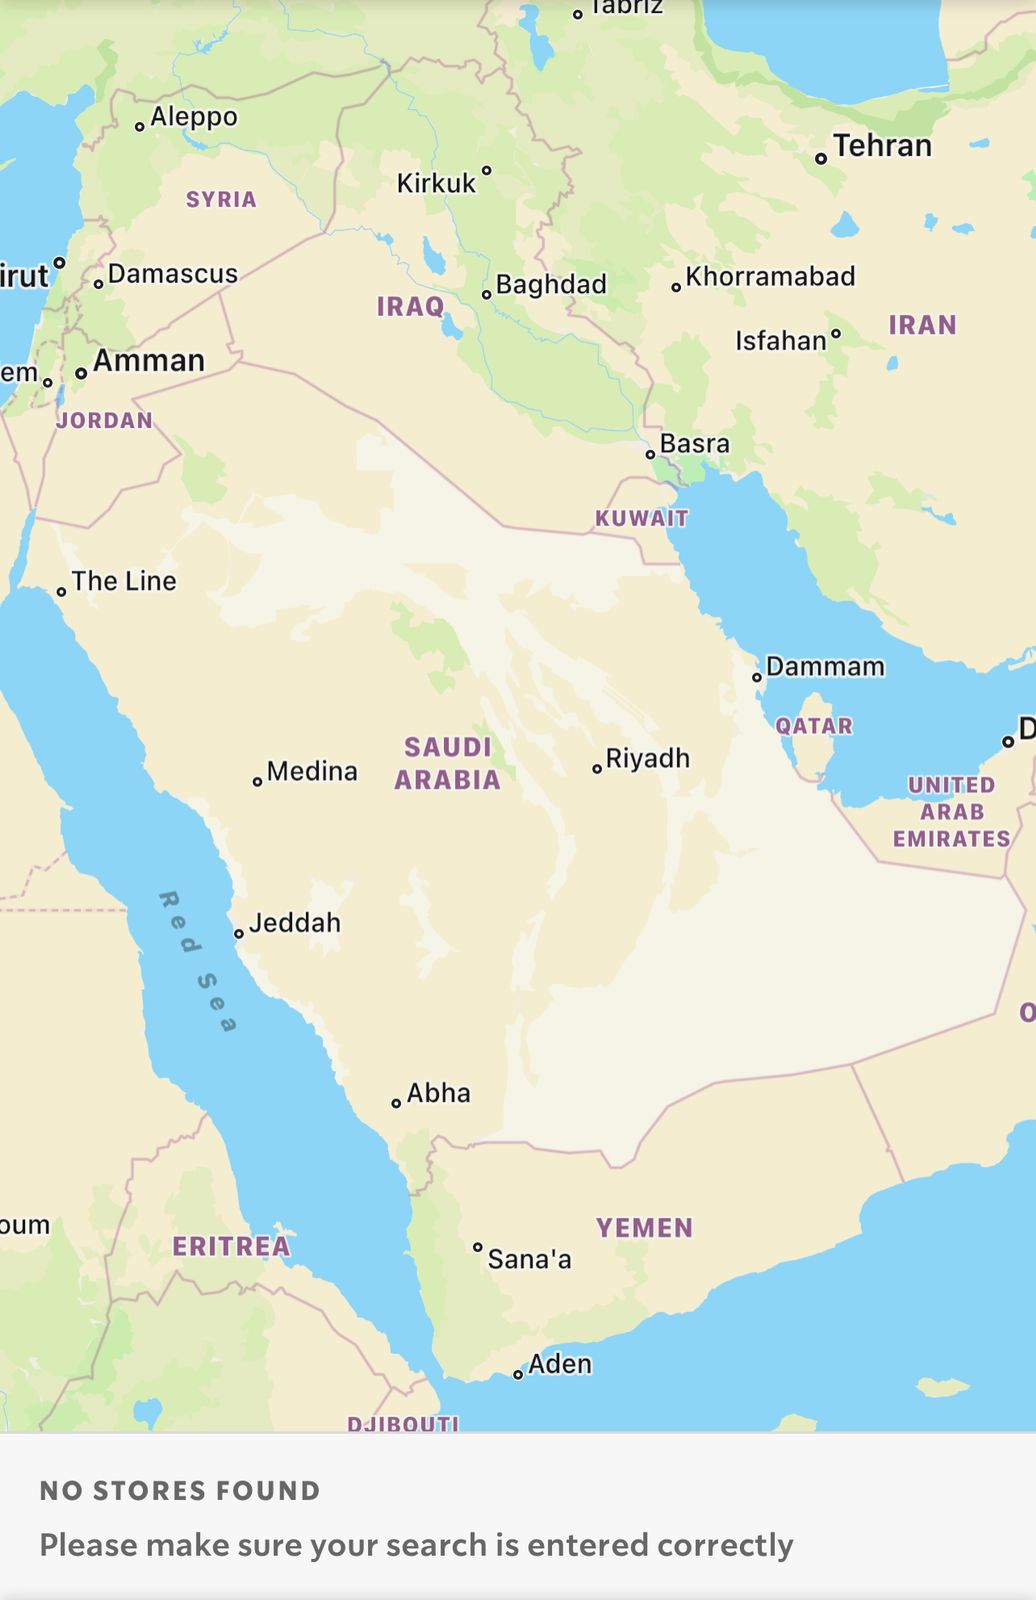 Tabriz
Aleppo
Tehran
Kirkuk
SYRIA
irut
Damascus
Khorramabad
Baghdad
IRAQ
IRAN
Isfahan
Amman
em
JORDAN
Basra
KUWAIT
The Line
Dammam
QATAR
D
SAUDI
ARABIA
Riyadh
Medina
UNITED
ARAB
EMIRATES
Red Sea
Jeddah
O
Abha
oum
YEMEN
ERITREA
Sana'a
Aden
DJIBOUTI
NO STORES FOUND
Please make sure your search is entered correctly